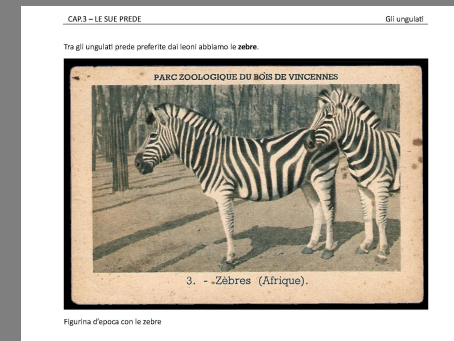 CAP.3 – LE SUE PREDE Gli ungulati
Tra gli ungulati prede preferite dai leoni abbiamo le zebre.
PARC ZOOLOGIQUE DU BOIS DE VINCENNES
3. - Zèbres (Afrique).
Figurina d'epoca con le zebre